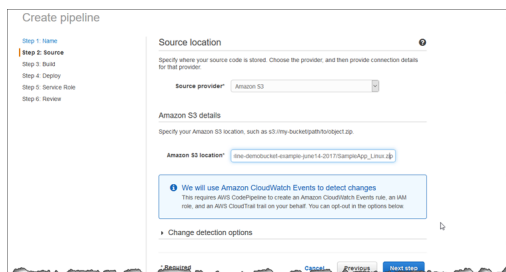 Create pipeline
Step 1: Name
Step 2: Source
Step 3: Build
Step 4: Deploy
Step 5: Service Role
Step 6: Review
Source location
Specify where your source code is stored. Choose the provider, and then provide connection details
for that provider.
Source provider*
Amazon S3
Amazon S3 details
Specify your Amazon S3 location, such as s3://my-bucket/path/to/object.zip.
Amazon S3 location*
line-demobucket-example-june14-2017/SampleApp_Linux.zip
We will use Amazon CloudWatch Events to detect changes
This requires AWS CodePipeline to create an Amazon CloudWatch Events rule, an IAM
role, and an AWS CloudTrail trail on your behalf. You can opt-out in the options below
Change detection options
* Required
Cancel
Previous
Next step